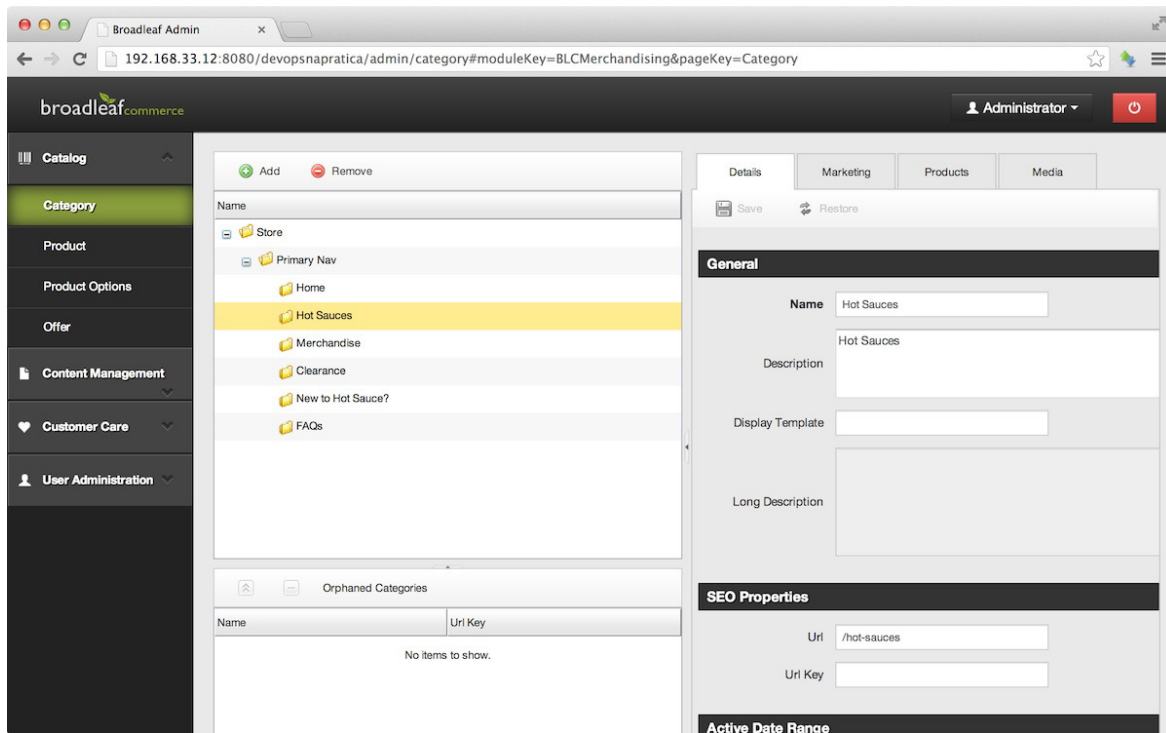 Broadleaf Admin
192.168.33.12:8080/devopsnapratica/admin/category#moduleKey=BLCMerchandising&pageKey=Category
broadleafcommerce
Administrator
Catalog
Category
Product
Product Options
Offer
Content Management
Customer Care
User Administration
Add Remove
Name
Store
Primary Nav
Home
Hot Sauces
Merchandise
Clearance
New to Hot Sauce?
FAQs
Orphaned Categories
Name Url Key
No items to show.
Details Marketing Products Media
Save Restore
General
Name Hot Sauces
Description Hot Sauces
Display Template
Long Description
SEO Properties
Url /hot-sauces
Url Key
Active Date Range